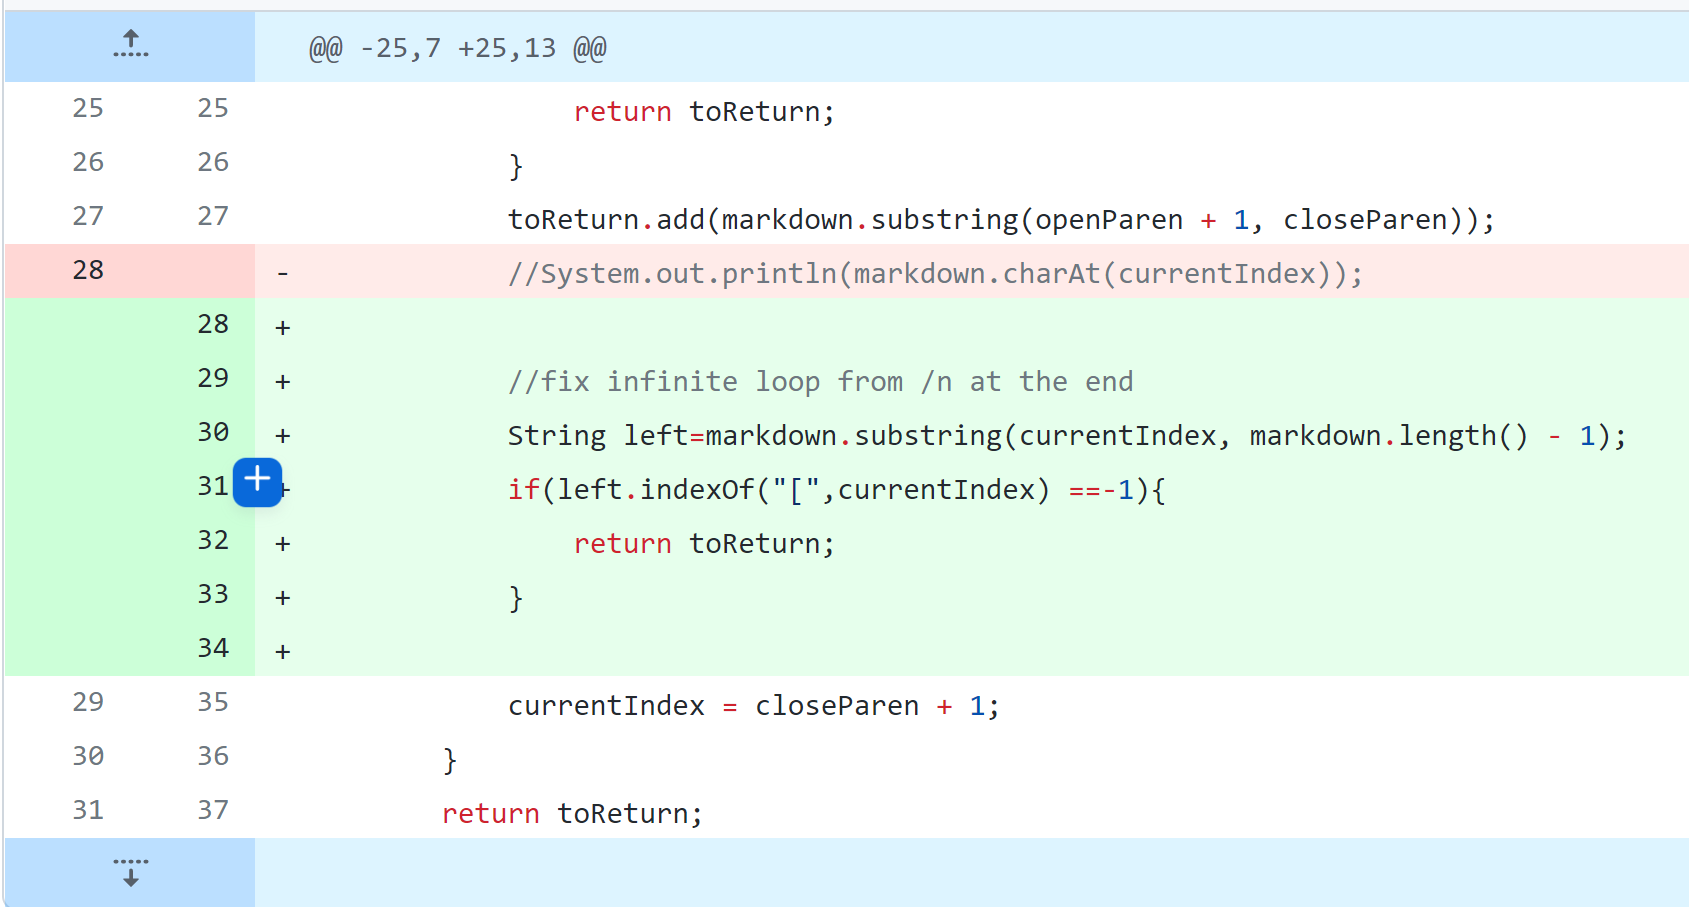 @@ -25,7 +25,13 @@
25 25 return toReturn;
26 26 }
27 27 toReturn.add(markdown.substring(openParen + 1, closeParen));
28 - //System.out.println(markdown.charAt(currentIndex));
28 +
29 + //fix infinite loop from /n at the end
30 + String left=markdown.substring(currentIndex, markdown.length() - 1);
31 + if(left.indexOf("[",currentIndex) ==-1){
32 + return toReturn;
33 + }
34 +
29 35 currentIndex = closeParen + 1;
30 36 }
31 37 return toReturn;